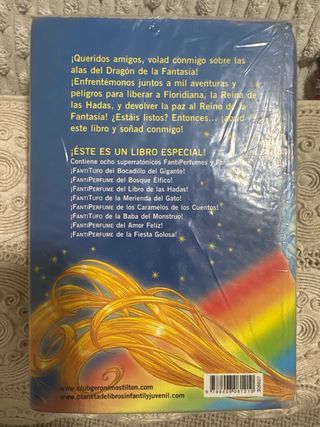 ¡Queridos amigos, volad conmigo sobre las
alas del Dragón de la Fantasía!
¡Enfrentémonos juntos a mil aventuras y
peligros para liberar a Floridiana, la Reina de
las Hadas, y devolver la paz al Reino de la
Fantasía! ¿Estáis listos? Entonces... ¡abrid
este libro y soñad conmigo!
¡ÉSTE ES UN LIBRO ESPECIAL!
Contiene ocho superratónicos FantiPerfumes y
¡FANTITUFO del Bocadillo del Gigante!
¡FANTIPERFUME del Bosque Élfico!
¡FANTIPERFUME del Libro de las Hadas!
¡FANTITUFO de la Merienda del Gato!
¡FANTIPERFUME de los Caramelos de los Cuentos!
¡FANTITUFO de la Baba del Monstruo!
¡FANTIPERFUME del Amor Feliz!
¡FANTIPERFUME de la Fiesta Golosa!
www.clubgeronimostilton.com
www.planetadelibrosinfantilyjuvenil.com